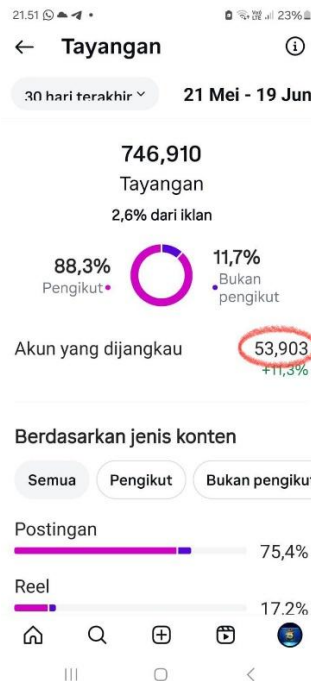 21.51
23%
Tayangan
30 hari terakhir
21 Mei - 19 Jun
746,910
Tayangan
2,6% dari iklan
88,3%
Pengikut
11,7%
Bukan
pengikut
Akun yang dijangkau
53,903
+11,3%
Berdasarkan jenis konten
Semua
Pengikut
Bukan pengikut
Postingan
75,4%
Reel
17,2%